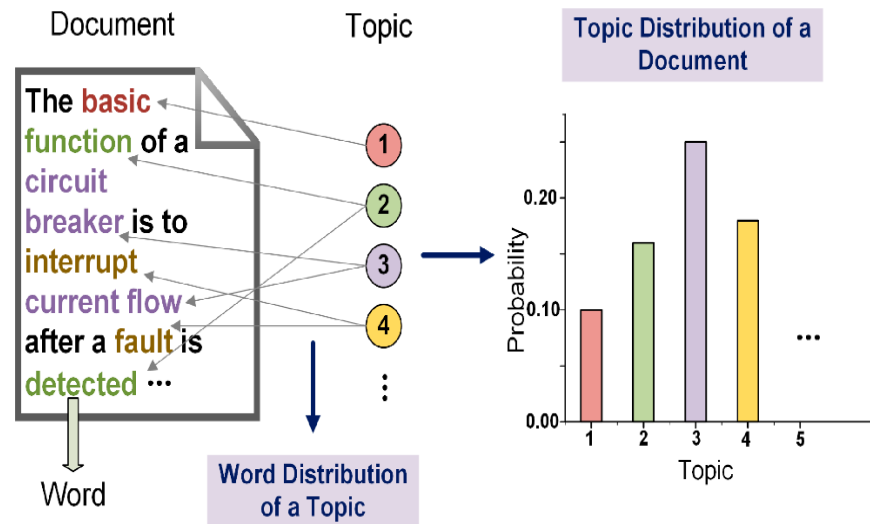 Document
The basic
function of a
circuit
breaker is to
interrupt
current flow
after a fault is
detected ...
Word
Topic
1
2
3
4
⋮
Word Distribution
of a Topic
Topic Distribution of a
Document
Probability
0.20
0.10
0.00
...
1 2 3 4 5
Topic